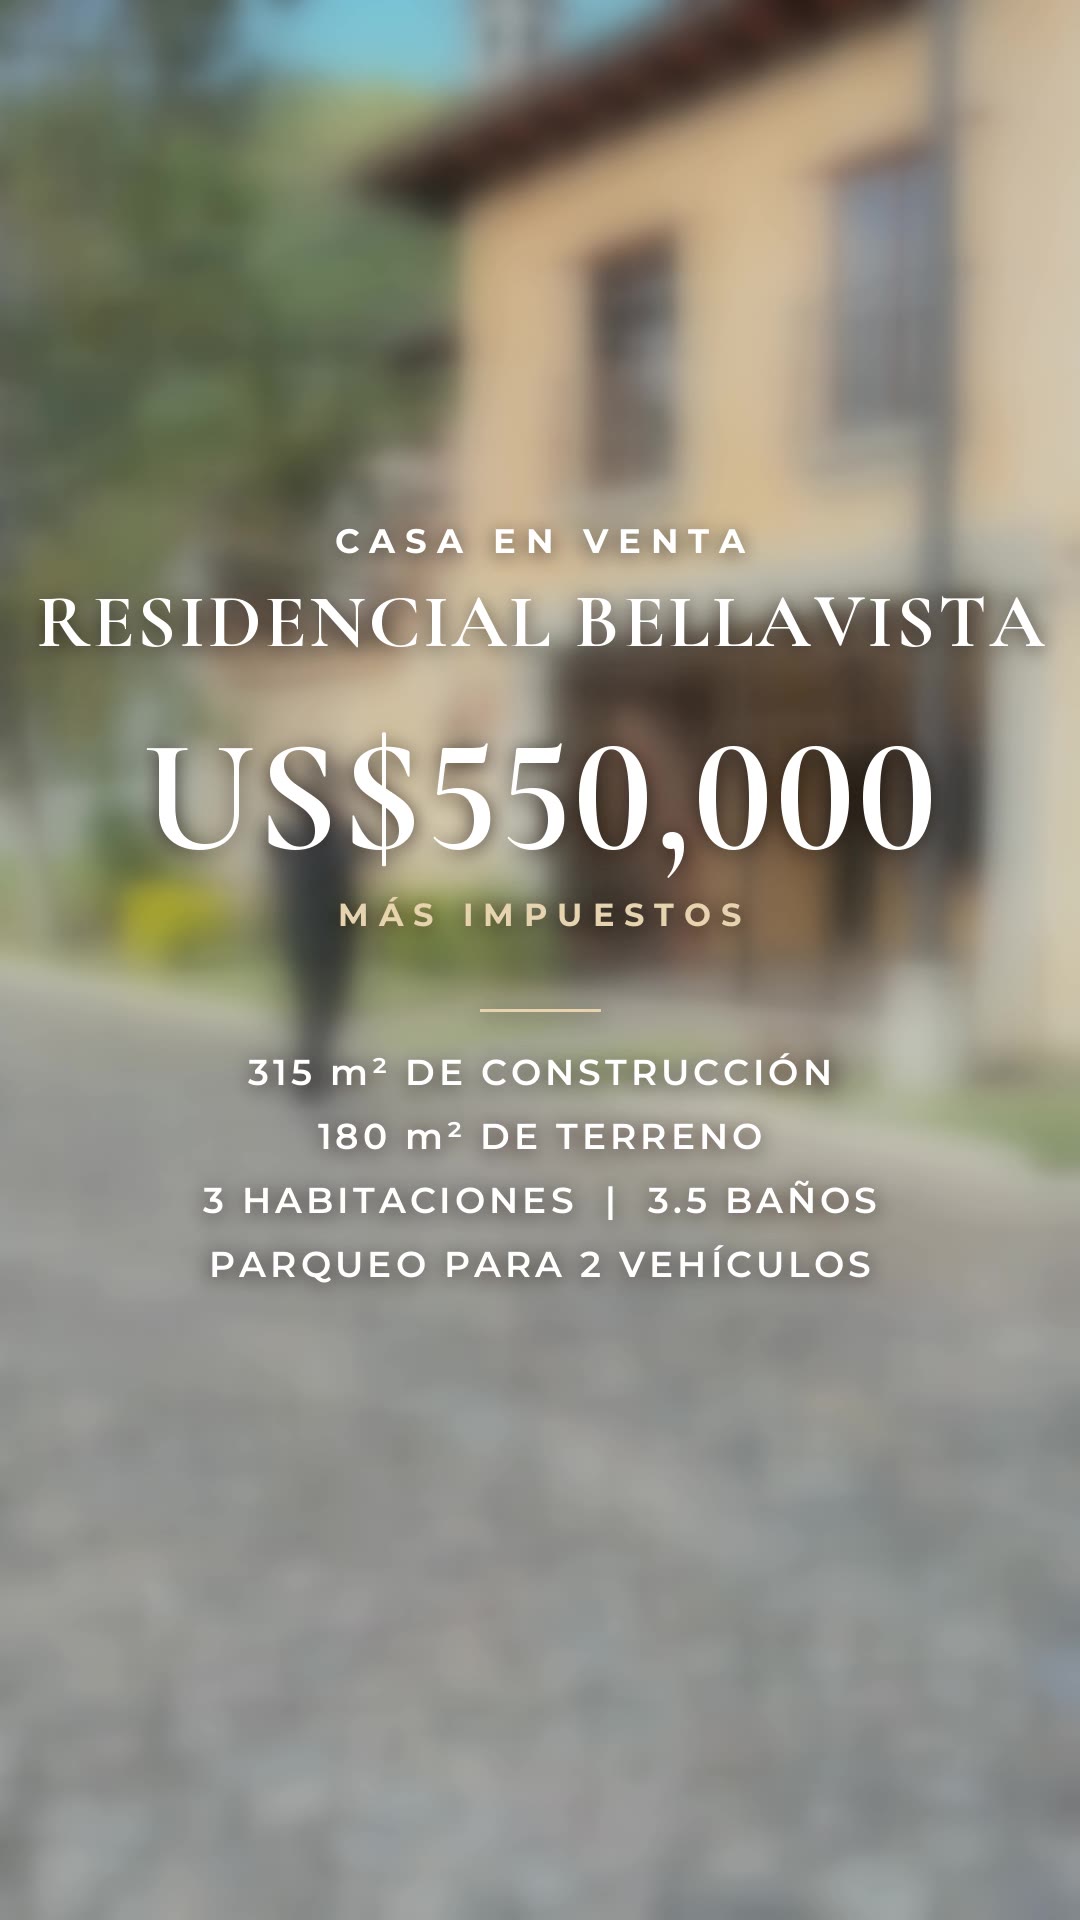 CASA EN VENTA
RESIDENCIAL BELLAVISTA
US$550,000
MÁS IMPUESTOS
315 m² DE CONSTRUCCIÓN
180 m² DE TERRENO
3 HABITACIONES | 3.5 BAÑOS
PARQUEO PARA 2 VEHÍCULOS